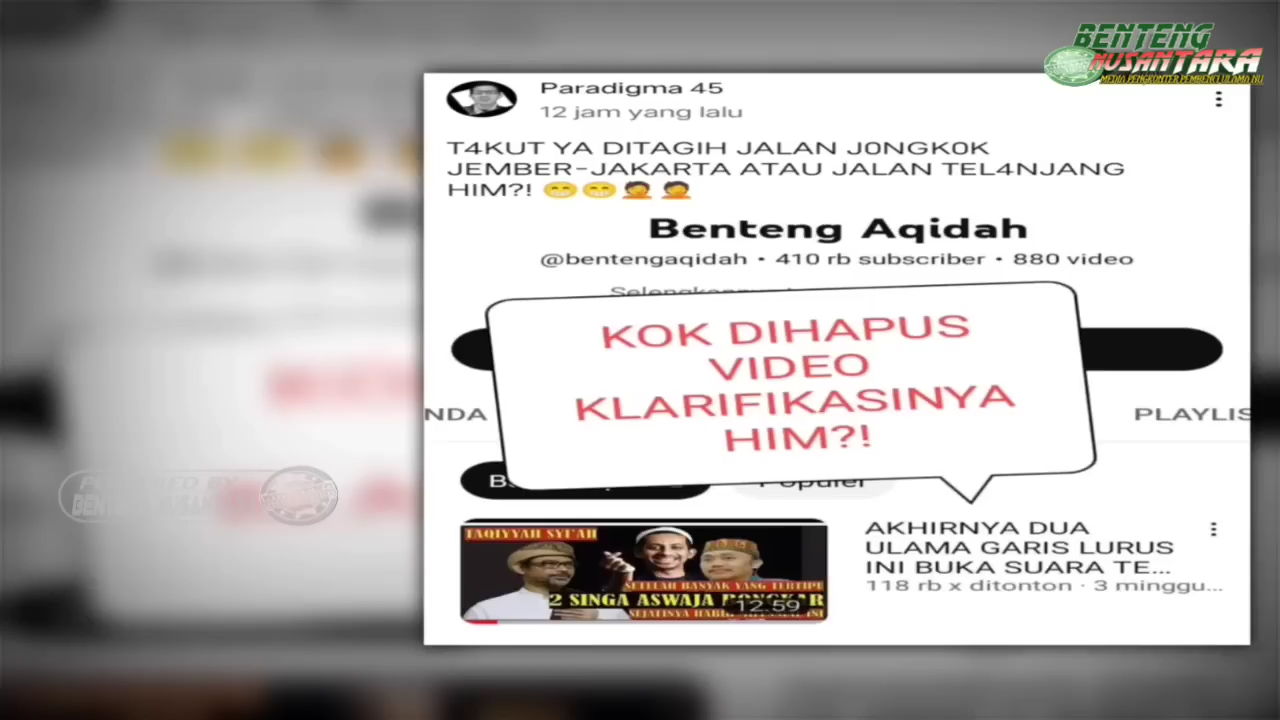 BENTENG
NUSANTARA
MEDIA PENGKONTER PEMBENCI ULAMA NU
Paradigma 45
12 jam yang lalu
T4KUT YA DITAGIH JALAN J0NGK0K
JEMBER-JAKARTA ATAU JALAN TEL4NJANG
HIM?! 😁😁🤦🤦
Benteng Aqidah
@bentengaqidah • 410 rb subscriber • 880 video
KOK DIHAPUS
VIDEO
KLARIFIKASINYA
HIM?!
NDA
PLAYLIS
Populer
POWERED BY
TAQIYYAH SYI'AH
SETELAH BANYAK YANG TERTIPU
2 SINGA ASWAJA BONGKAR
12.59
AKHIRNYA DUA
ULAMA GARIS LURUS
INI BUKA SUARA TE...
118 rb x ditonton · 3 minggu...